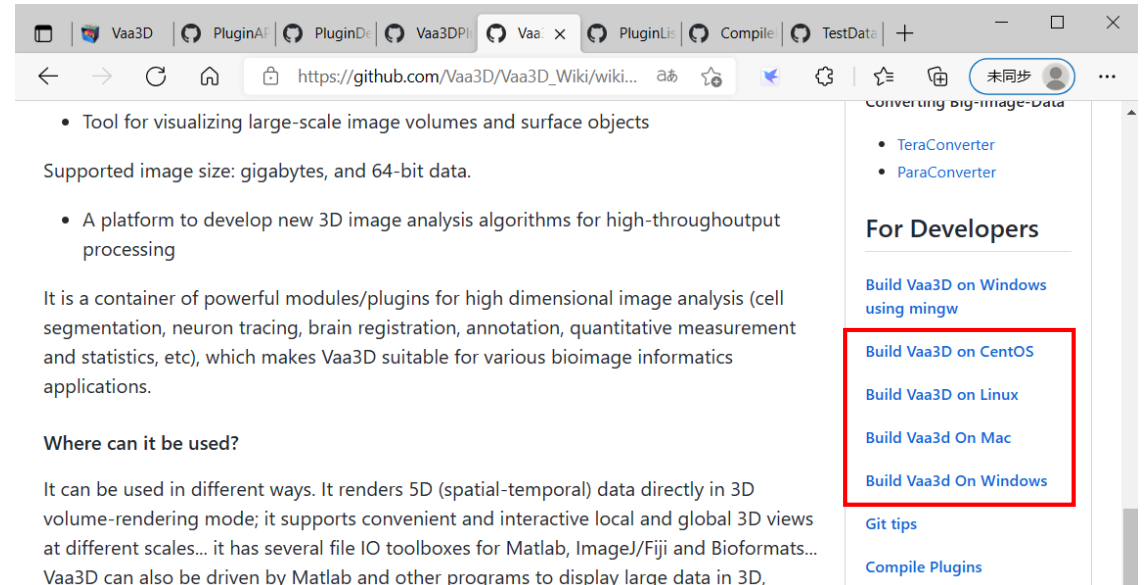 Vaa3D
PluginAP
PluginDe
Vaa3DPl
Vaa
PluginLis
Compile
TestData
https://github.com/Vaa3D/Vaa3D_Wiki/wiki...
aあ
未同步
• Tool for visualizing large-scale image volumes and surface objects
Supported image size: gigabytes, and 64-bit data.
• A platform to develop new 3D image analysis algorithms for high-throughoutput
processing
It is a container of powerful modules/plugins for high dimensional image analysis (cell
segmentation, neuron tracing, brain registration, annotation, quantitative measurement
and statistics, etc), which makes Vaa3D suitable for various bioimage informatics
applications.
Where can it be used?
It can be used in different ways. It renders 5D (spatial-temporal) data directly in 3D
volume-rendering mode; it supports convenient and interactive local and global 3D views
at different scales... it has several file IO toolboxes for Matlab, ImageJ/Fiji and Bioformats...
Vaa3D can also be driven by Matlab and other programs to display large data in 3D,
Converting Big-Image-Data
• TeraConverter
• ParaConverter
For Developers
Build Vaa3D on Windows
using mingw
Build Vaa3D on CentOS
Build Vaa3D on Linux
Build Vaa3d On Mac
Build Vaa3d On Windows
Git tips
Compile Plugins